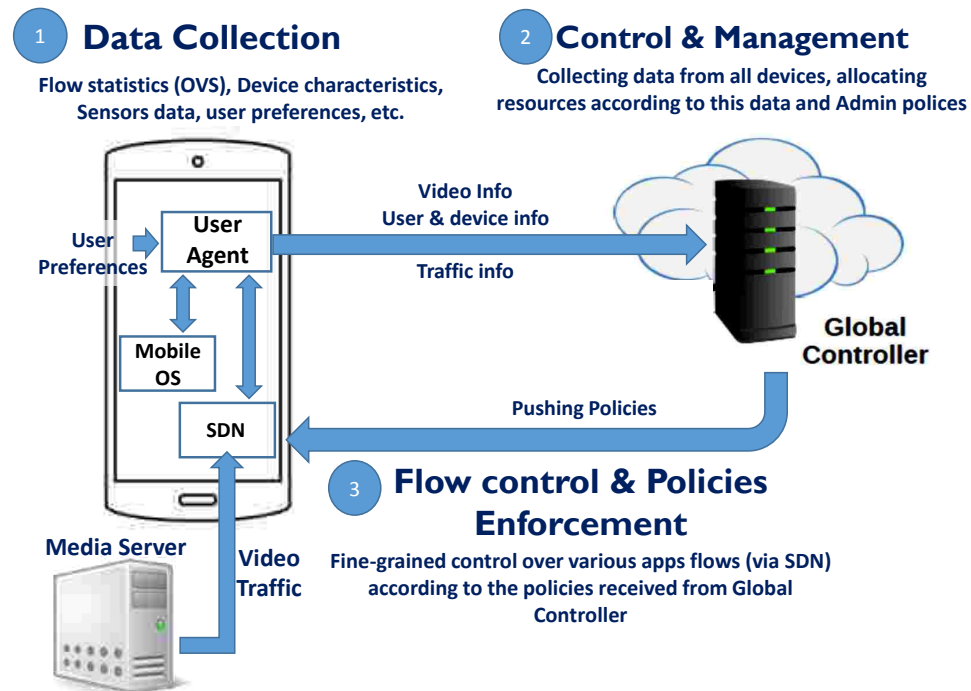 1
Data Collection
Flow statistics (OVS), Device characteristics,
Sensors data, user preferences, etc.
2
Control & Management
Collecting data from all devices, allocating
resources according to this data and Admin polices
User
Preferences
User
Agent
Mobile
OS
SDN
Video Info
User & device info
Traffic info
Global
Controller
Pushing Policies
3
Flow control & Policies
Enforcement
Fine-grained control over various apps flows (via SDN)
according to the policies received from Global
Controller
Media Server
Video
Traffic